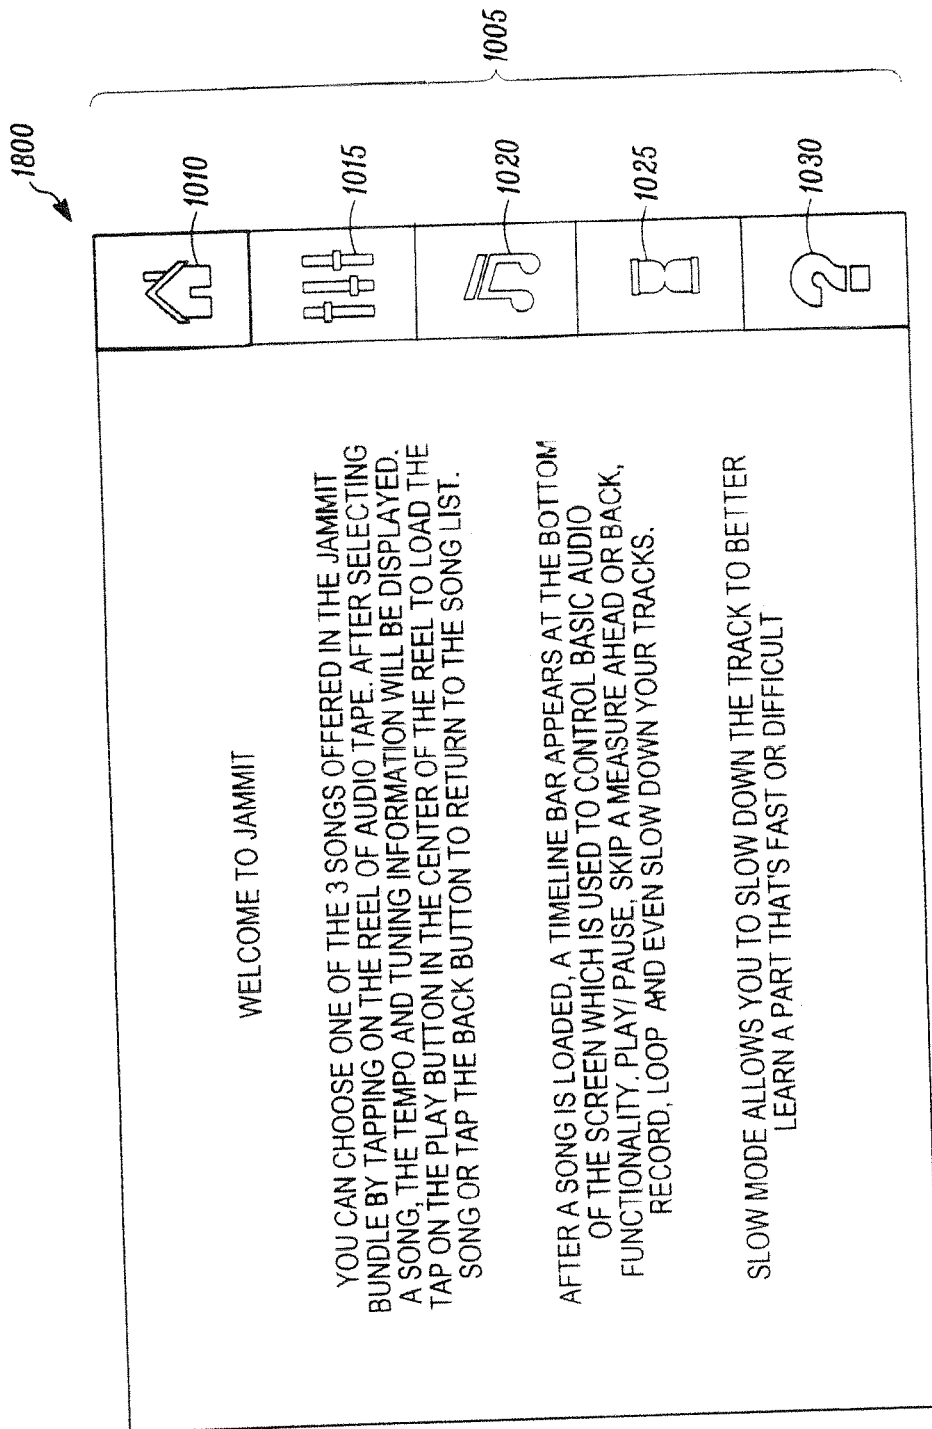 1800
1005
1010
1015
1020
1025
1030
WELCOME TO JAMMIT
YOU CAN CHOOSE ONE OF THE 3 SONGS OFFERED IN THE JAMMIT
BUNDLE BY TAPPING ON THE REEL OF AUDIO TAPE. AFTER SELECTING
A SONG, THE TEMPO AND TUNING INFORMATION WILL BE DISPLAYED.
TAP ON THE PLAY BUTTON IN THE CENTER OF THE REEL TO LOAD THE
SONG OR TAP THE BACK BUTTON TO RETURN TO THE SONG LIST.
AFTER A SONG IS LOADED, A TIMELINE BAR APPEARS AT THE BOTTOM
OF THE SCREEN WHICH IS USED TO CONTROL BASIC AUDIO
FUNCTIONALITY. PLAY/ PAUSE, SKIP A MEASURE AHEAD OR BACK,
RECORD, LOOP AND EVEN SLOW DOWN YOUR TRACKS.
SLOW MODE ALLOWS YOU TO SLOW DOWN THE TRACK TO BETTER
LEARN A PART THAT'S FAST OR DIFFICULT